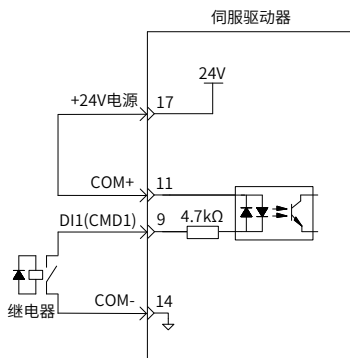 伺服驱动器
24V
+24V电源
17
COM+
11
DI1(CMD1)
9
4.7kΩ
COM-
14
继电器